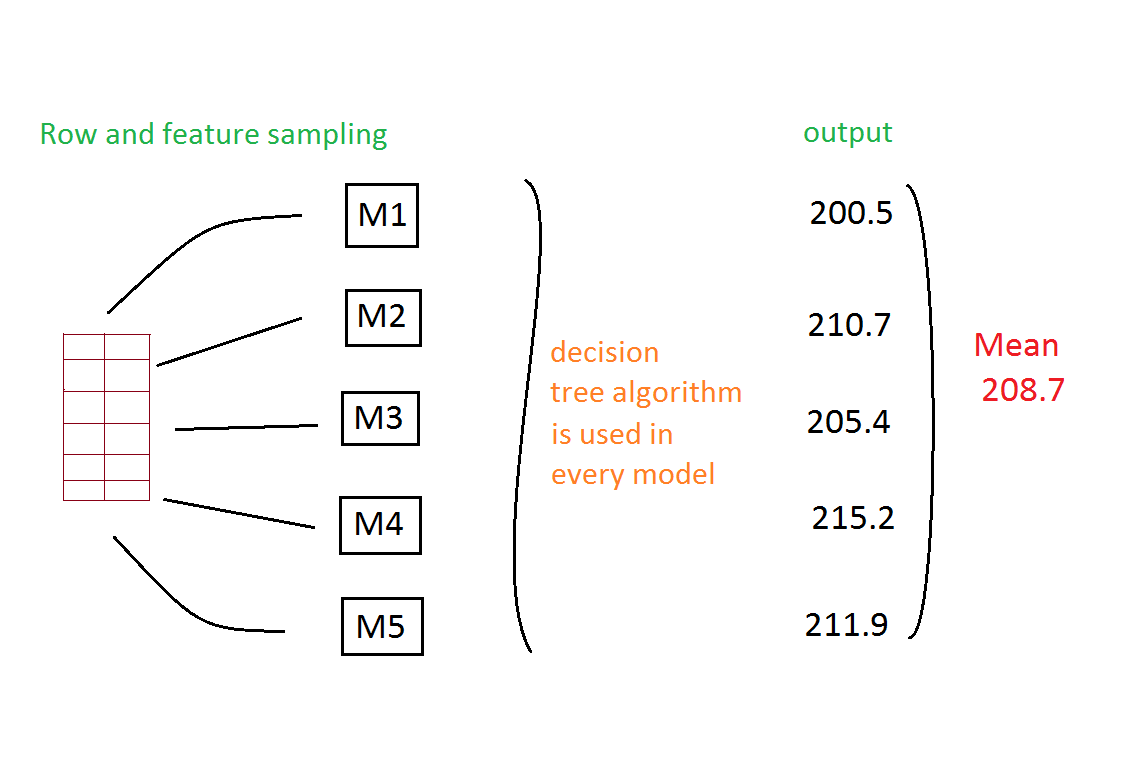 Row and feature sampling
output
M1
200.5
M2
210.7
decision
tree algorithm
is used in
every model
Mean
208.7
M3
205.4
M4
215.2
M5
211.9